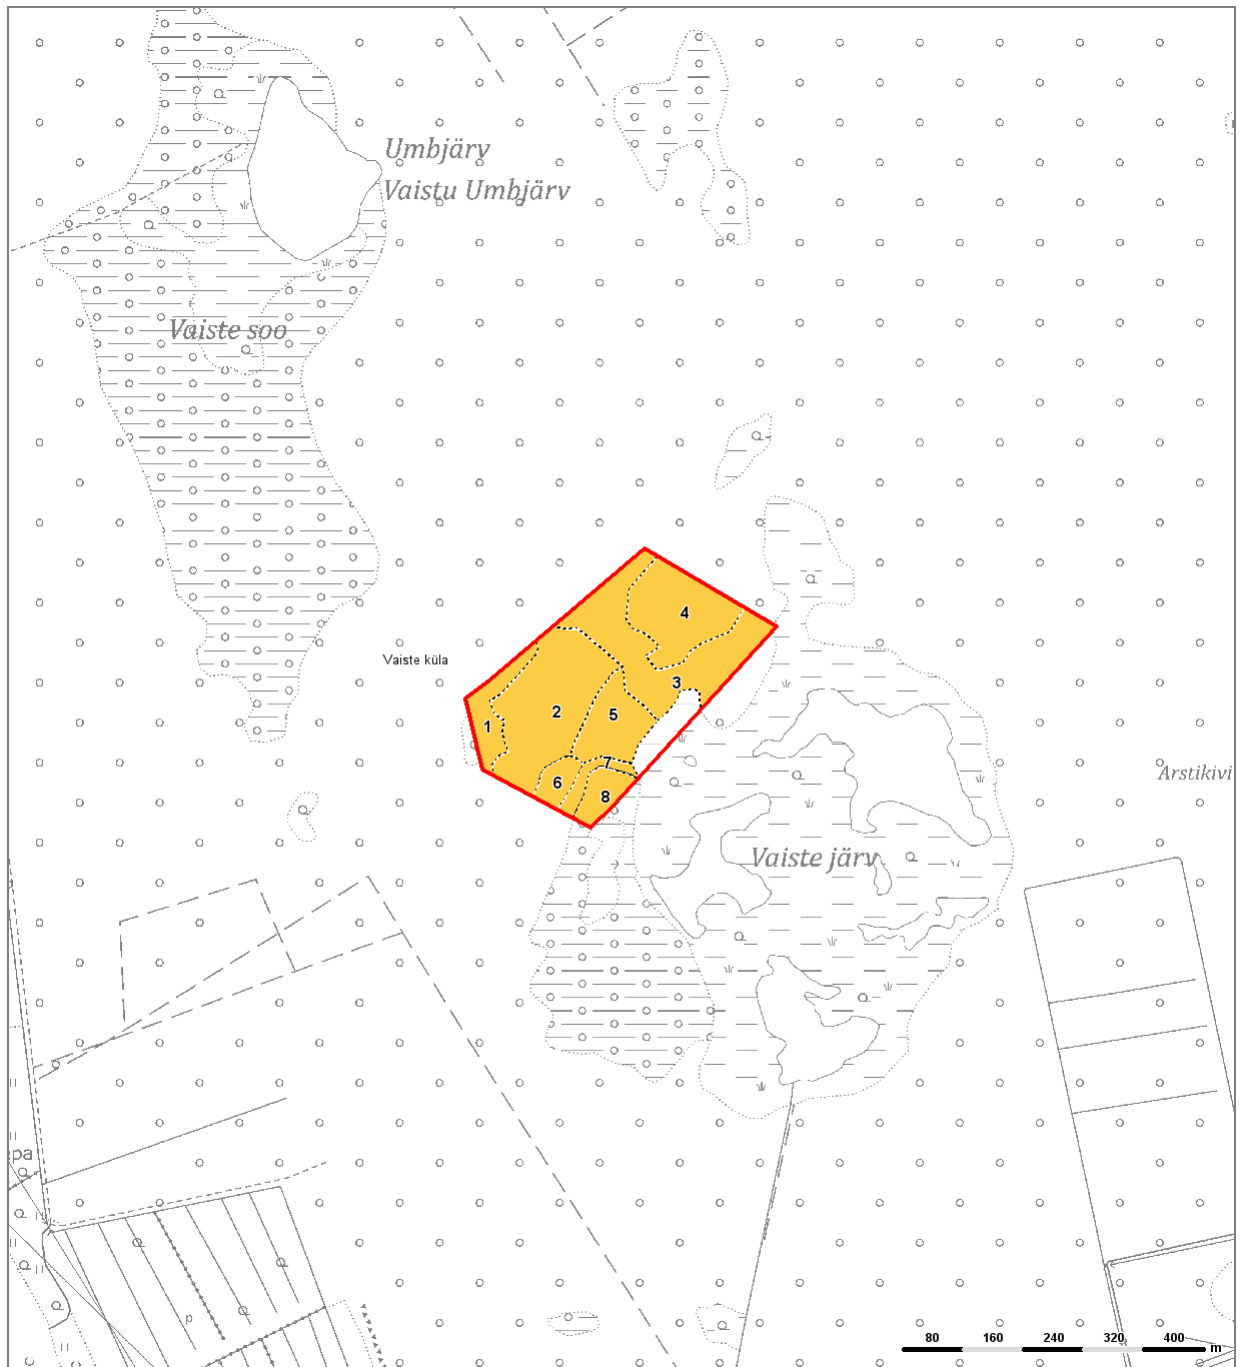 Umbjärv
Vaistu Umbjärv
Vaiste soo
4
Vaiste küla
3
1
2
5
7
6
8
Arstikivi
Vaiste järv
pa
p
80 160 240 320 400 m